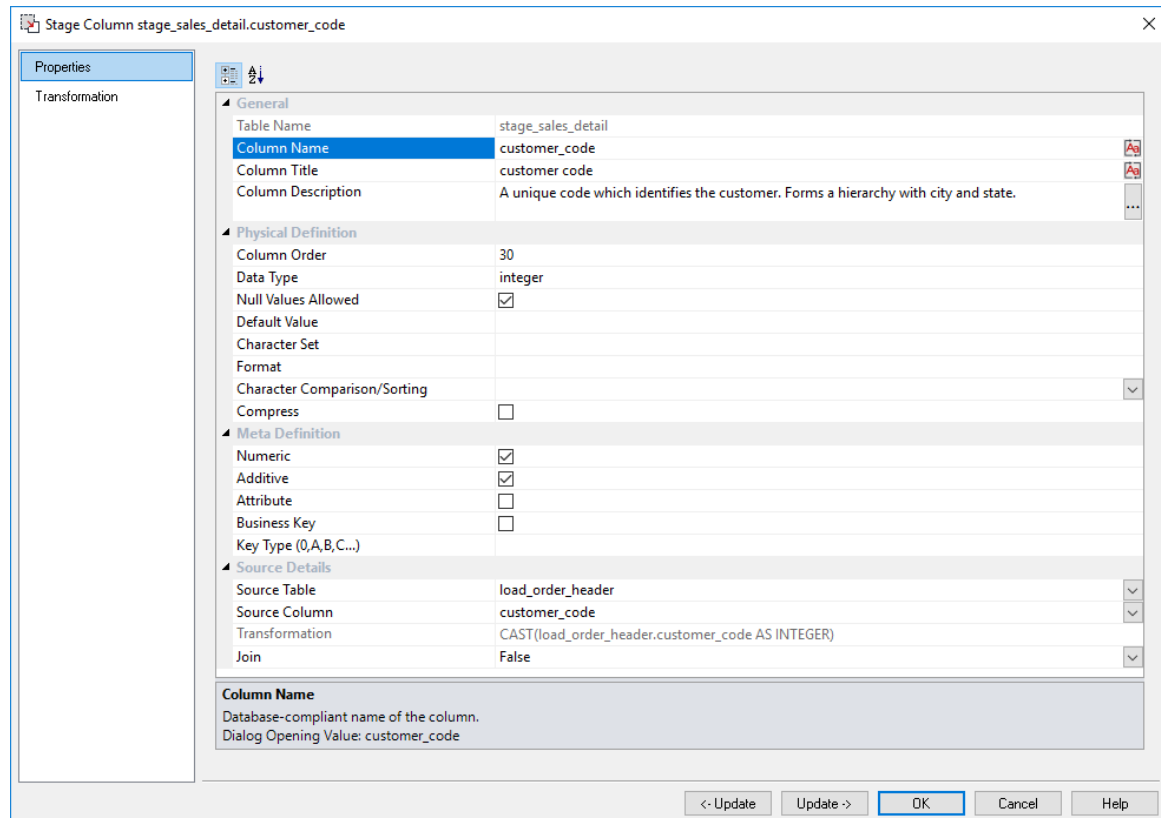 Stage Column stage_sales_detail.customer_code
Properties
Transformation
General
Table Name stage_sales_detail
Column Name customer_code
Column Title customer code
Column Description A unique code which identifies the customer. Forms a hierarchy with city and state.
...
Physical Definition
Column Order 30
Data Type integer
Null Values Allowed
Default Value
Character Set
Format
Character Comparison/Sorting
Compress
Meta Definition
Numeric
Additive
Attribute
Business Key
Key Type (0,A,B,C...)
Source Details
Source Table load_order_header
Source Column customer_code
Transformation CAST(load_order_header.customer_code AS INTEGER)
Join False
Column Name
Database-compliant name of the column.
Dialog Opening Value: customer_code
<- Update Update -> OK Cancel Help